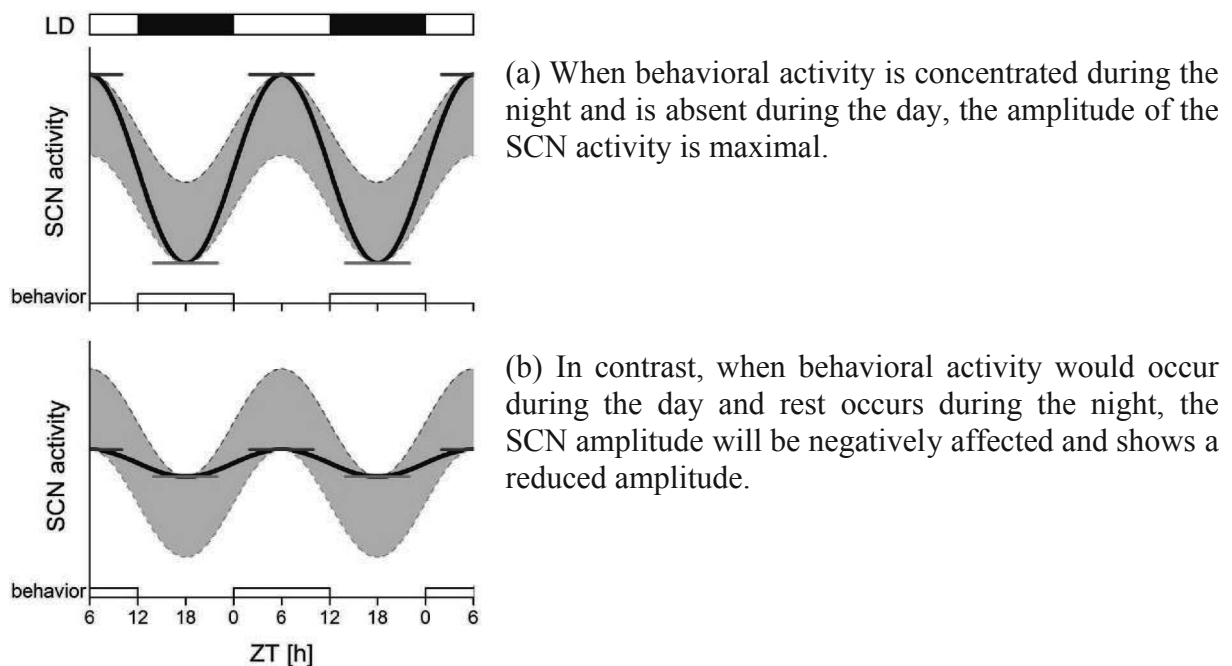 LD
SCN activity
(a) When behavioral activity is concentrated during the
night and is absent during the day, the amplitude of the
SCN activity is maximal.
behavior
SCN activity
(b) In contrast, when behavioral activity would occur
during the day and rest occurs during the night, the
SCN amplitude will be negatively affected and shows a
reduced amplitude.
behavior
6 12 18 0 6 12 18 0 6
ZT [h]